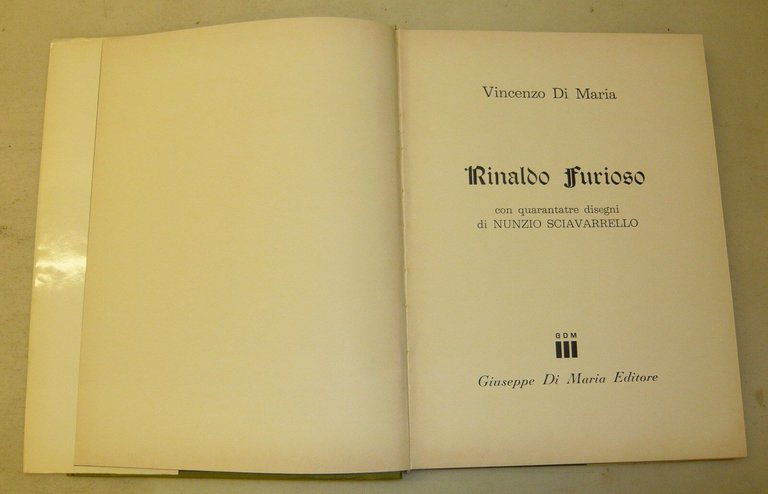 Vincenzo Di Maria
Rinaldo Furioso
con quarantatre disegni
di NUNZIO SCIAVARRELLO
GDM
Giuseppe Di Maria Editore